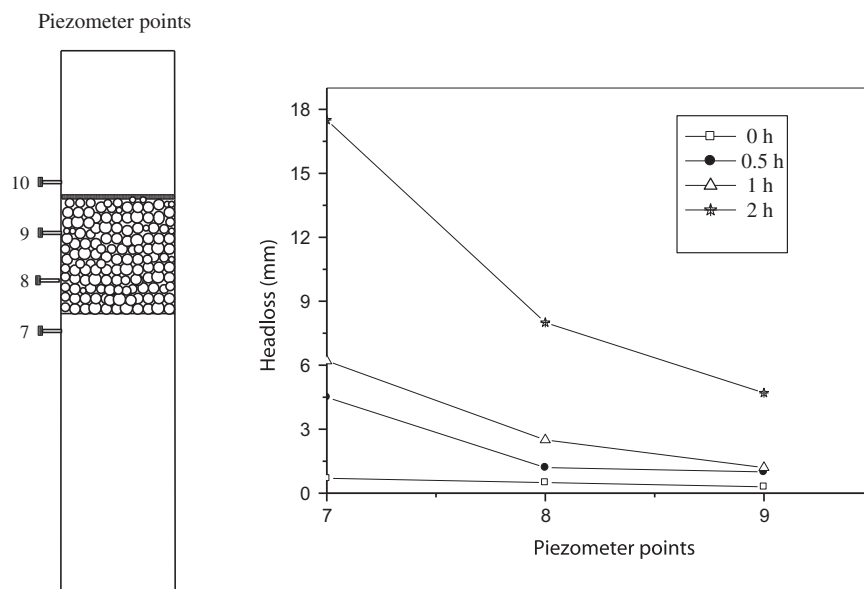 Piezometer points
10
9
8
7
18
15
12
9
6
3
0
7 8 9
Headloss (mm)
Piezometer points
0 h
0.5 h
1 h
2 h